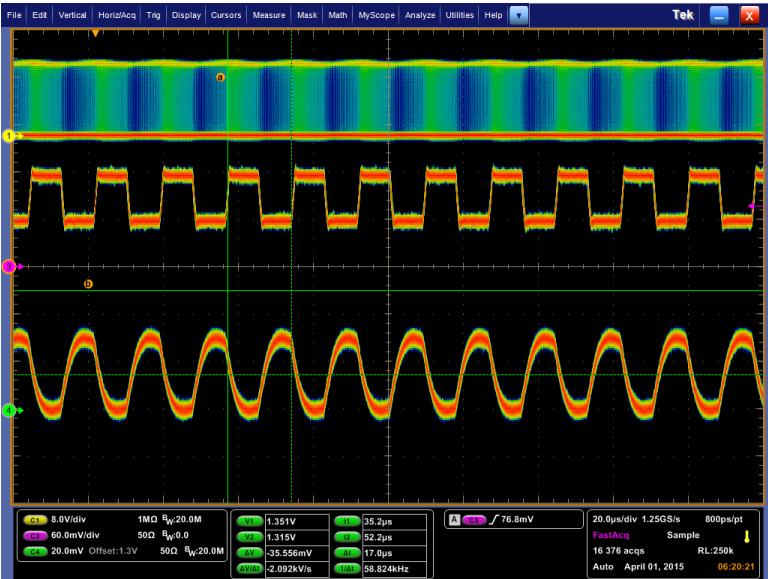 File Edit Vertical Horiz/Acq Trig Display Cursors Measure Mask Math MyScope Analyze Utilities Help Tek X
a
1
3
b
4
C1 8.0V/div 1MΩ BW:20.0M
C3 60.0mV/div 50Ω BW:0.0
C4 20.0mV Offset:1.3V 50Ω BW:20.0M
V1 1.351V t1 35.2µs
V2 1.315V t2 52.2µs
ΔV -35.556mV Δt 17.0µs
ΔV/Δt -2.092kV/s 1/Δt 58.824kHz
A C3 76.8mV
20.0µs/div 1.25GS/s 800ps/pt
FastAcq Sample
16 376 acqs RL:250k
Auto April 01, 2015 06:20:21